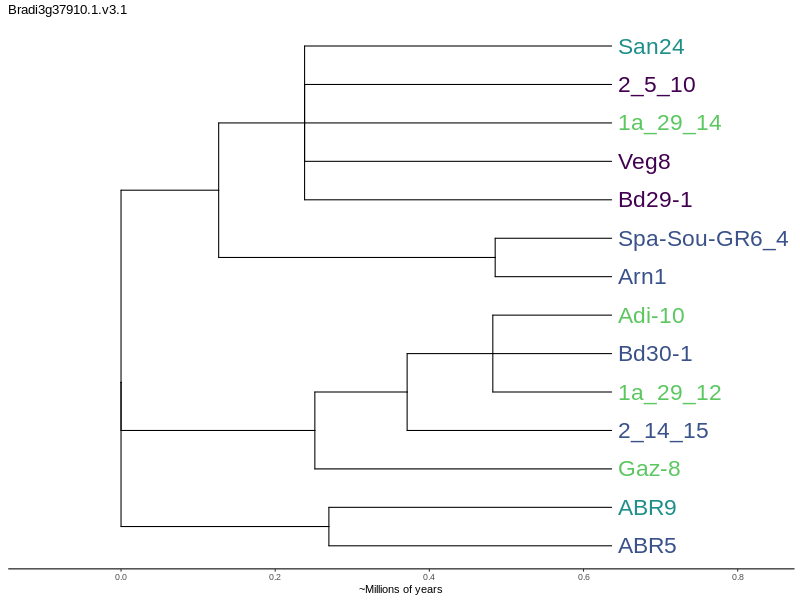 Bradi3g37910.1.v3.1
San24
2_5_10
1a_29_14
Veg8
Bd29-1
Spa-Sou-GR6_4
Arn1
Adi-10
Bd30-1
1a_29_12
2_14_15
Gaz-8
ABR9
ABR5
0.0 0.2 0.4 0.6 0.8
~Millions of years